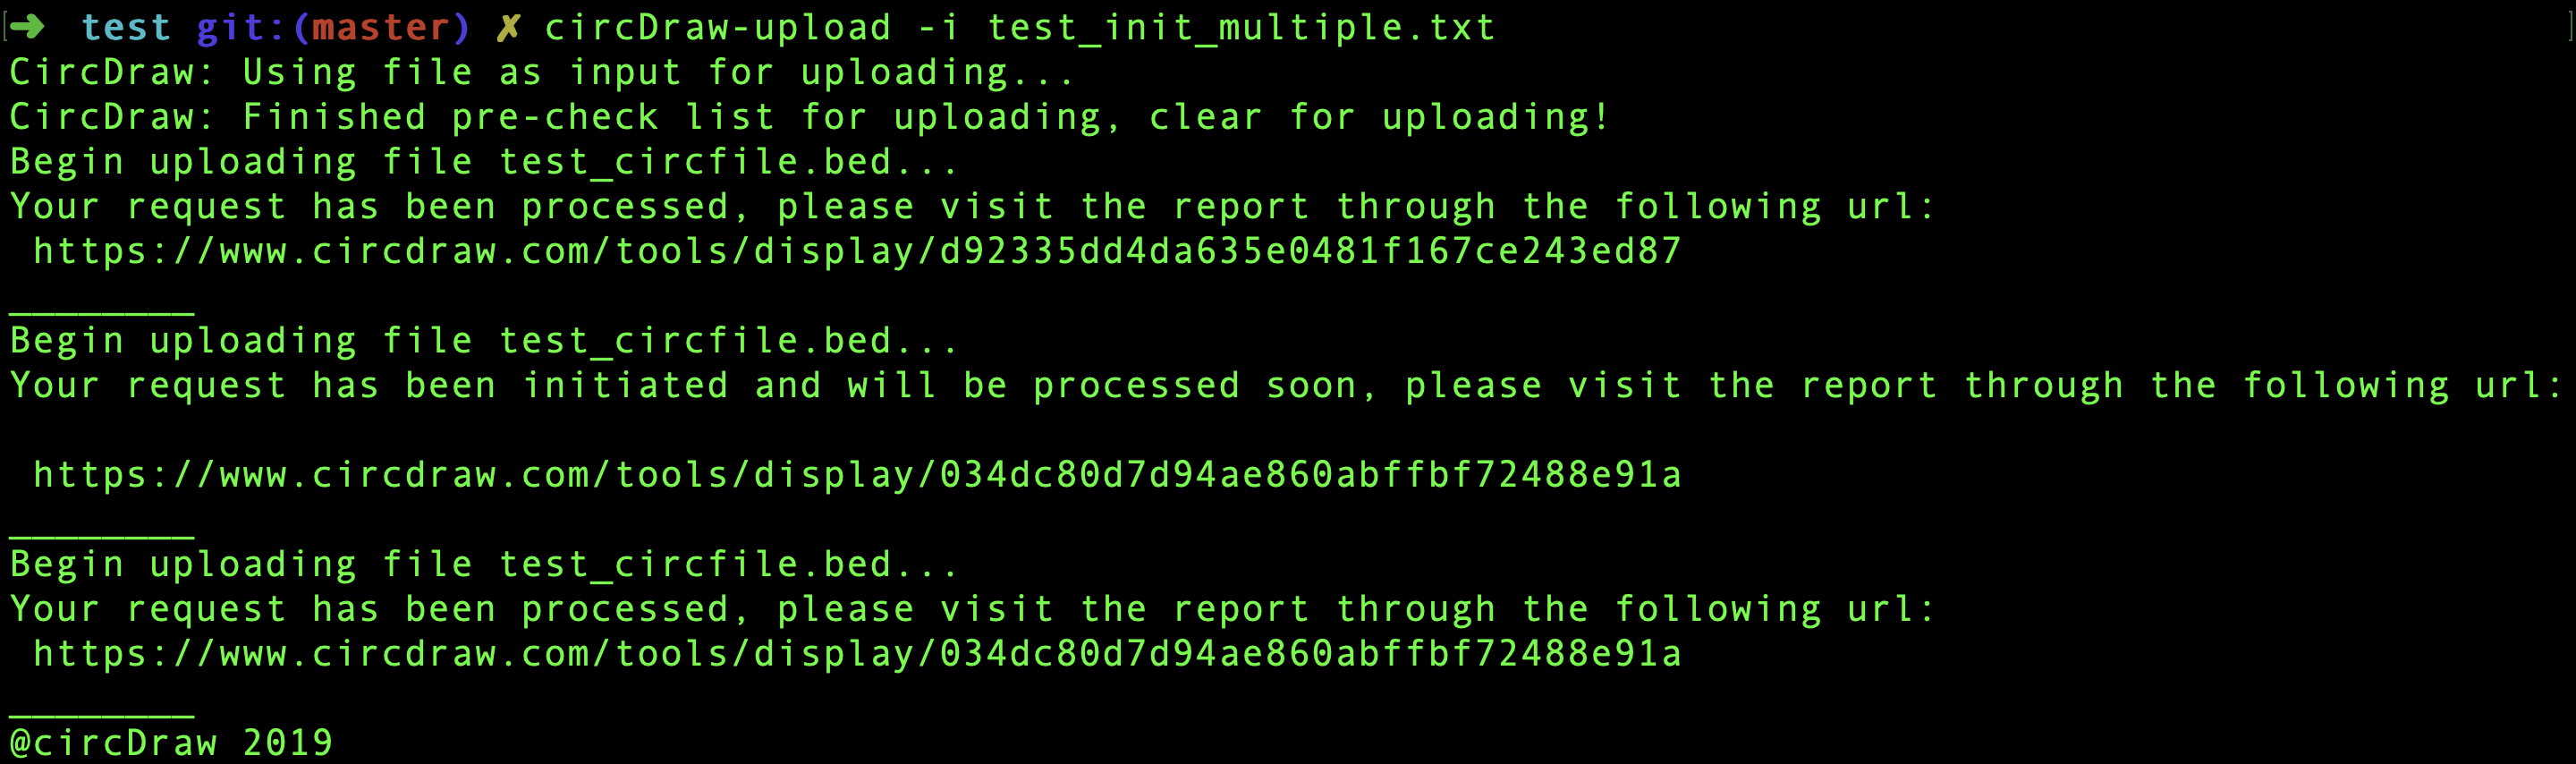 ➜  test git:(master) ✗ circDraw-upload -i test_init_multiple.txt
CircDraw: Using file as input for uploading...
CircDraw: Finished pre-check list for uploading, clear for uploading!
Begin uploading file test_circfile.bed...
Your request has been processed, please visit the report through the following url:
https://www.circdraw.com/tools/display/d92335dd4da635e0481f167ce243ed87
________
Begin uploading file test_circfile.bed...
Your request has been initiated and will be processed soon, please visit the report through the following url:
https://www.circdraw.com/tools/display/034dc80d7d94ae860abffbf72488e91a
________
Begin uploading file test_circfile.bed...
Your request has been processed, please visit the report through the following url:
https://www.circdraw.com/tools/display/034dc80d7d94ae860abffbf72488e91a
________
@circDraw 2019